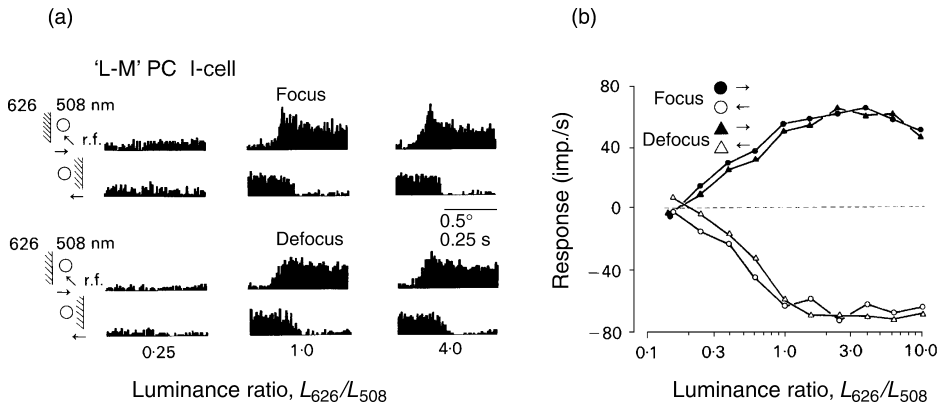 (a)
'L-M' PC I-cell
626 508 nm
r.f.
Focus
0.5°
0.25 s
626 508 nm
r.f.
Defocus
0·25 1·0 4·0
Luminance ratio, L626/L508
(b)
Response (imp./s)
80
40
0
−40
−80
Focus
Defocus
0·1 0·3 1·0 3·0 10·0
Luminance ratio, L626/L508